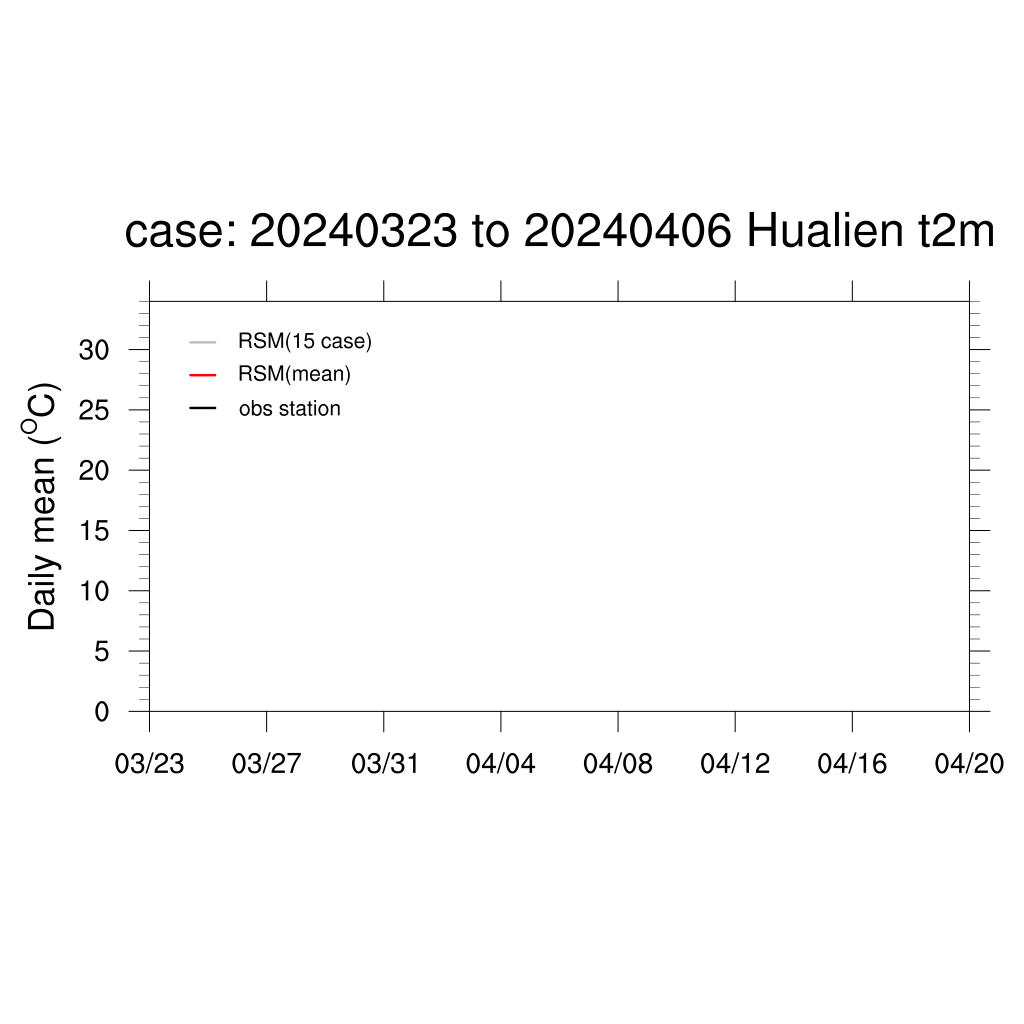 case: 20240323 to 20240406 Hualien t2m
RSM(15 case)
RSM(mean)
obs station
Daily mean (°C)
30
25
20
15
10
5
0
03/23 03/27 03/31 04/04 04/08 04/12 04/16 04/20